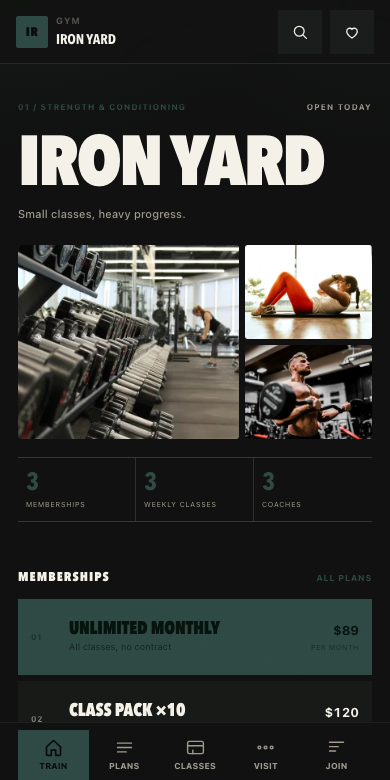 IR
GYM
IRON YARD
01 / STRENGTH & CONDITIONING
OPEN TODAY
IRON YARD
Small classes, heavy progress.
3
MEMBERSHIPS
3
WEEKLY CLASSES
3
COACHES
MEMBERSHIPS
ALL PLANS
01
UNLIMITED MONTHLY
All classes, no contract
$89
PER MONTH
02
CLASS PACK ×10
$120
TRAIN
PLANS
CLASSES
VISIT
JOIN